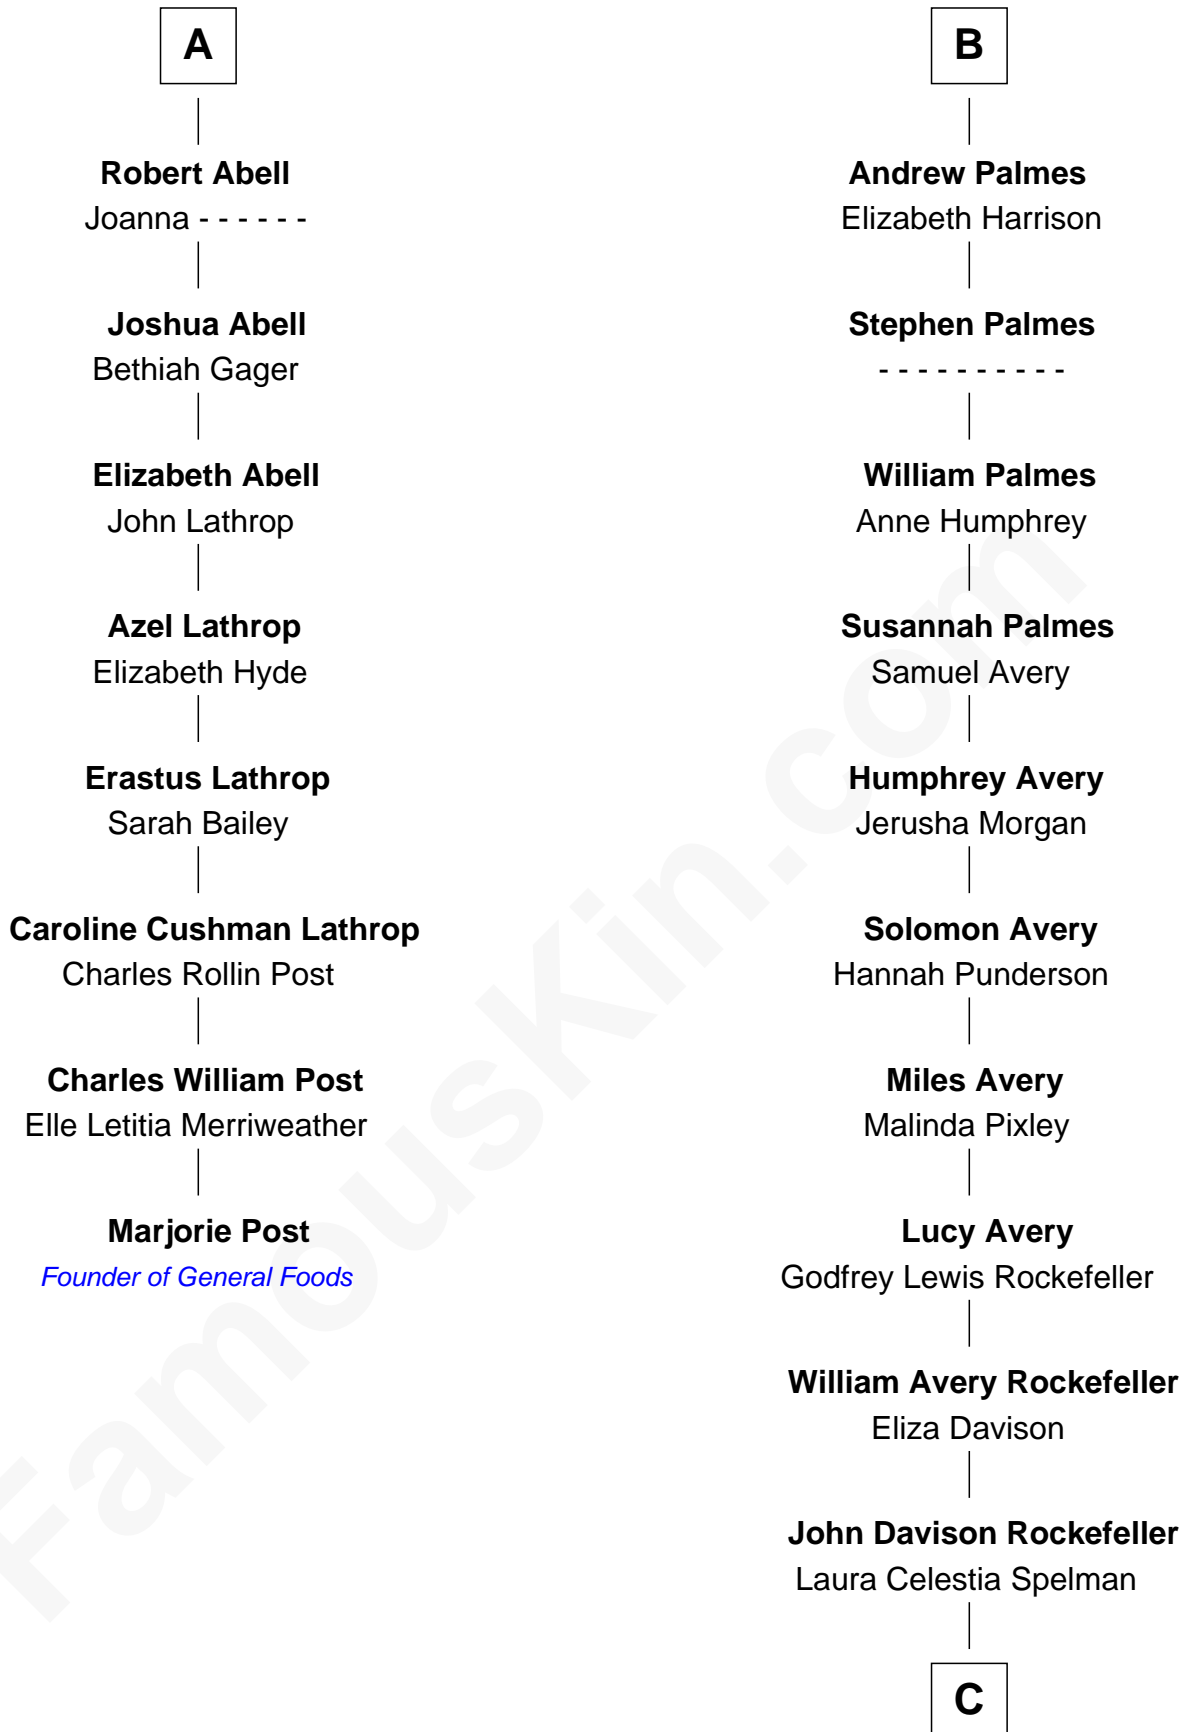 A
Robert Abell
Joanna - - - - - -
Joshua Abell
Bethiah Gager
Elizabeth Abell
John Lathrop
Azel Lathrop
Elizabeth Hyde
Erastus Lathrop
Sarah Bailey
Caroline Cushman Lathrop
Charles Rollin Post
Charles William Post
Elle Letitia Merriweather
Marjorie Post
Founder of General Foods
B
Andrew Palmes
Elizabeth Harrison
Stephen Palmes
- - - - - - - - - -
William Palmes
Anne Humphrey
Susannah Palmes
Samuel Avery
Humphrey Avery
Jerusha Morgan
Solomon Avery
Hannah Punderson
Miles Avery
Malinda Pixley
Lucy Avery
Godfrey Lewis Rockefeller
William Avery Rockefeller
Eliza Davison
John Davison Rockefeller
Laura Celestia Spelman
C
FamousKin.com